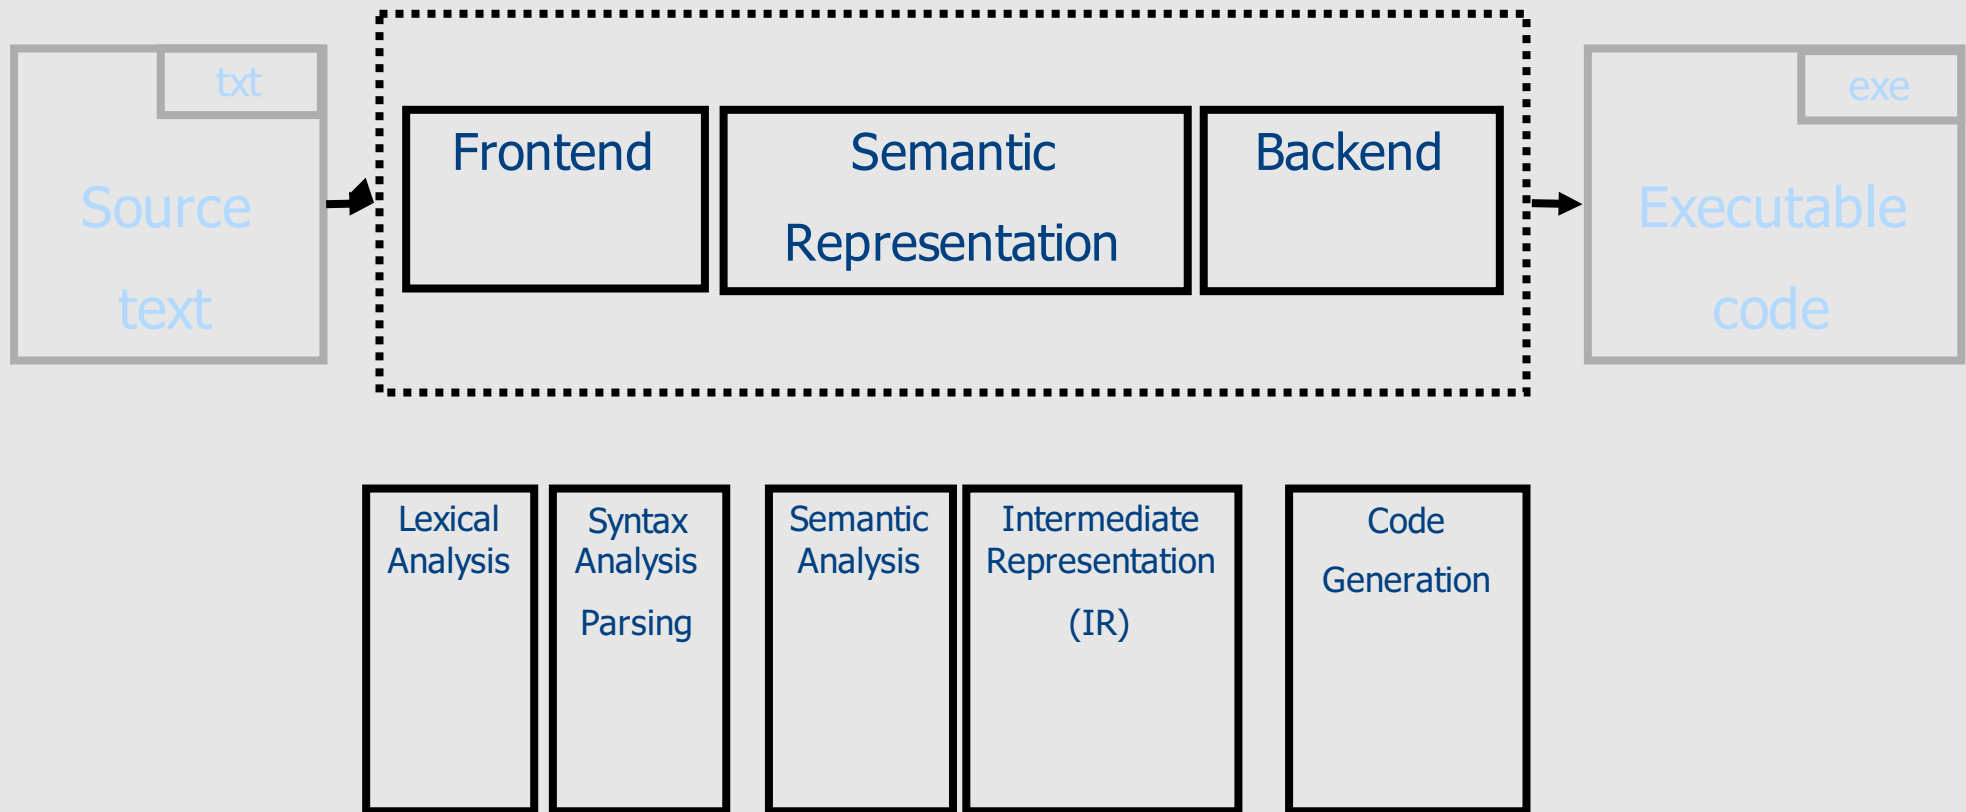 txt
Source
text
Frontend
Semantic
Representation
Backend
exe
Executable
code
Lexical
Analysis
Syntax
Analysis
Parsing
Semantic
Analysis
Intermediate
Representation
(IR)
Code
Generation